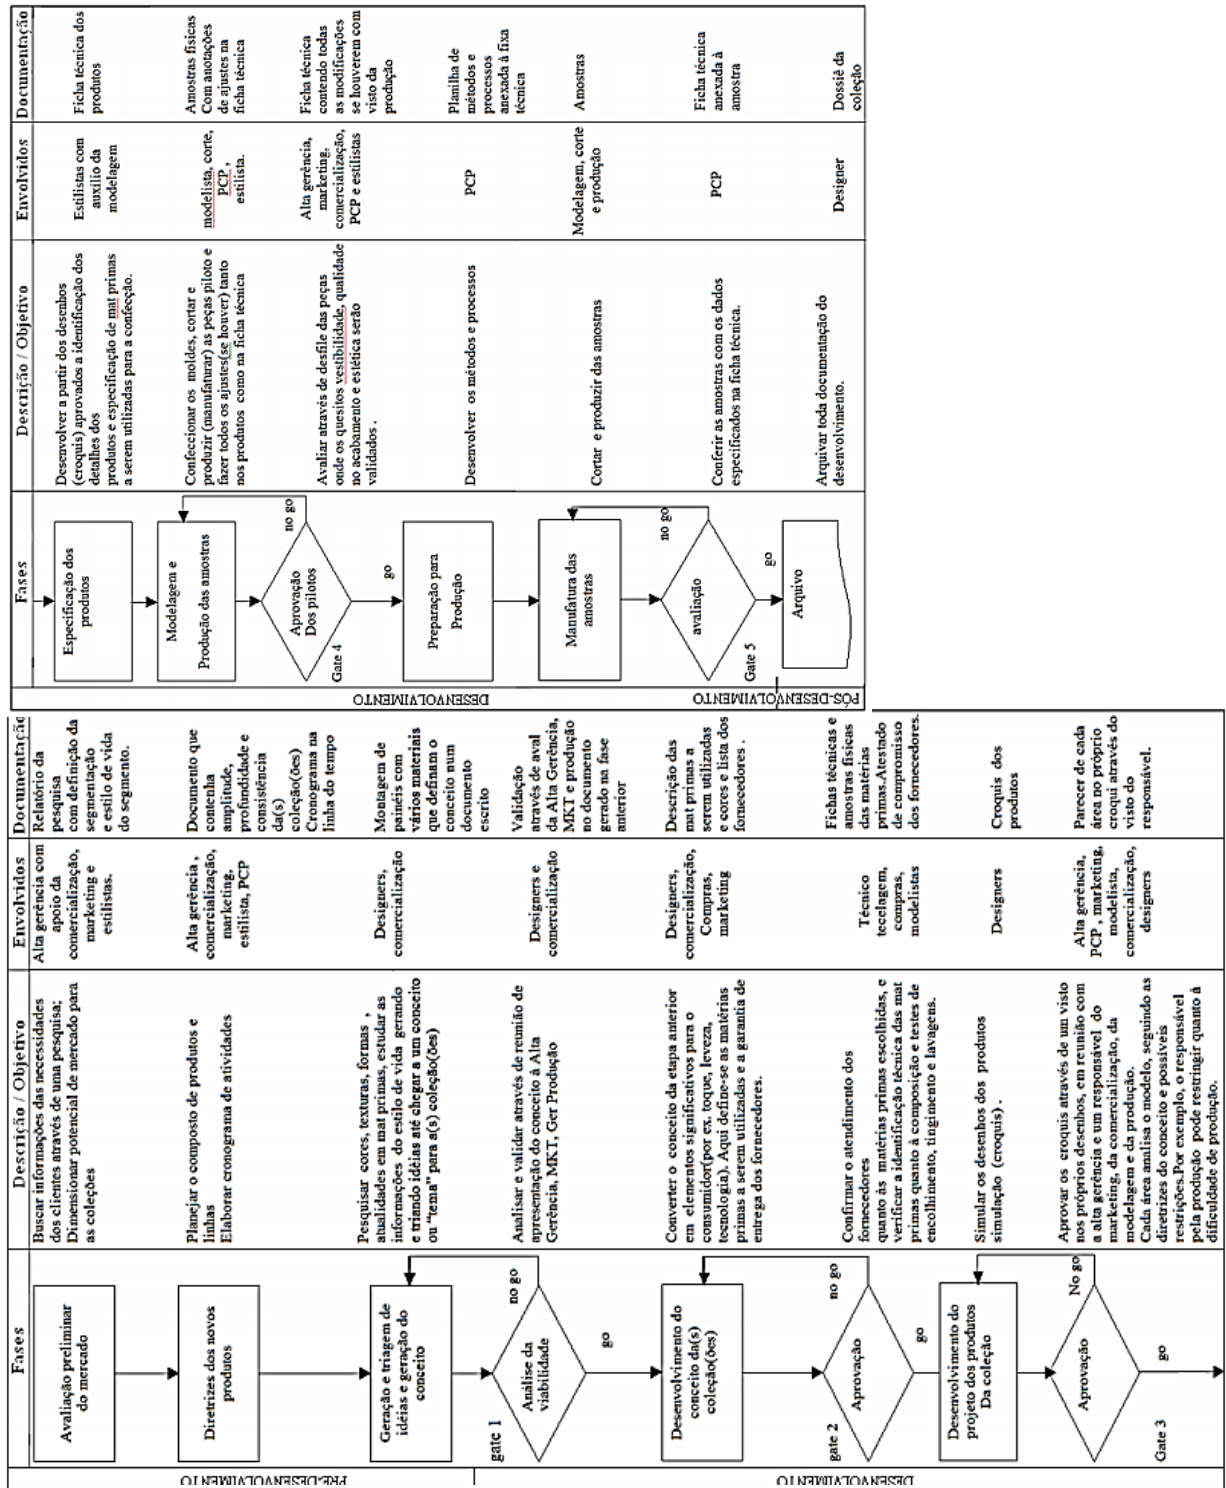 Fases
Descrição / Objetivo
Envolvidos
Documentação
PRÉ-DESENVOLVIMENTO
Avaliação preliminar
do mercado
Buscar informações das necessidades
dos clientes através de uma pesquisa;
Dimensionar potencial de mercado para
as coleções
Alta gerência com
apoio da
comercialização,
marketing e
estilistas.
Relatório da
pesquisa
com definição da
segmentação
e estilo de vida
do segmento.
Diretrizes dos novos
produtos
Planejar o composto de produtos e
linhas
Elaborar cronograma de atividades
Alta gerência ,
comercialização,
marketing,
estilista, PCP
Documento que
contenha
amplitude,
profundidade e
consistência
da(s)
coleção(ões)
Cronograma na
linha do tempo
Geração e triagem de
idéias e geração do
conceito
Pesquisar cores, texturas, formas ,
atualidades em mat primas, estudar as
informações do estilo de vida gerando
e triando idéias até chegar a um conceito
ou "tema" para a(s) coleção(ões)
Designers,
comercialização
Montagem de
painéis com
vários materiais
que definam o
conceito num
documento
escrito
gate 1
Análise da
viabilidade
no go
go
Analisar e validar através de reunião de
apresentação do conceito à Alta
Gerência, MKT, Ger Produção
Designers e
comercialização
Validação
através de aval
da Alta Gerência,
MKT e produção
no documento
gerado na fase
anterior
DESENVOLVIMENTO
Desenvolvimento do
conceito da(s)
coleção(ões)
Converter o conceito da etapa anterior
em elementos significativos para o
consumidor(por ex, toque, leveza,
tecnologia). Aqui define-se as matérias
primas a serem utilizadas e a garantia de
entrega dos fornecedores.
Designers,
comercialização,
Compras,
marketing
Descrição das
mat primas a
serem utilizadas
e cores e lista dos
fornecedores .
gate 2
Aprovação
no go
go
Confirmar o atendimento dos
fornecedores
quanto às matérias primas escolhidas, e
verificar a identificação técnica das mat
primas quanto à composição e testes de
encolhimento, tingimento e lavagens.
Técnico
tecelagem,
compras,
modelistas
Fichas técnicas e
amostras físicas
das matérias
primas.Atestado
de compromisso
dos fornecedores.
Desenvolvimento do
projeto dos produtos
Da coleção
Simular os desenhos dos produtos
simulação (croquis) .
Designers
Croquis dos
produtos
Gate 3
Aprovação
No go
go
Aprovar os croquis através de um visto
nos próprios desenhos, em reunião com
a alta gerência e um responsável do
marketing, da comercialização, da
modelagem e da produção.
Cada área analisa o modelo, seguindo as
diretrizes do conceito e possíveis
restrições.Por exemplo, o responsável
pela produção pode restringir quanto à
dificuldade de produção.
Alta gerência,
PCP , marketing,
modelista,
comercialização,
designers
Parecer de cada
área no próprio
croqui através do
visto do
responsável.
Fases
Descrição / Objetivo
Envolvidos
Documentação
DESENVOLVIMENTO
Especificação dos
produtos
Desenvolver a partir dos desenhos
(croquis) aprovados a identificação dos
detalhes dos
produtos e especificação de mat primas
a serem utilizadas para a confecção.
Estilistas com
auxílio da
modelagem
Ficha técnica dos
produtos
Modelagem e
Produção das amostras
Confeccionar os moldes, cortar e
produzir (manufaturar) as peças piloto e
fazer todos os ajustes(se houver) tanto
nos produtos como na ficha técnica
modelista, corte,
PCP ,
estilista.
Amostras físicas
Com anotações
de ajustes na
ficha técnica
Gate 4
Aprovação
Dos pilotos
no go
go
Avaliar através de desfile das peças
onde os quesitos vestibilidade, qualidade
no acabamento e estética serão
validados .
Alta gerência,
marketing,
comercialização,
PCP e estilistas
Ficha técnica
contendo todas
as modificações
se houverem com
visto da
produção
Preparação para
Produção
Desenvolver os métodos e processos
PCP
Planilha de
métodos e
processos
anexada à fixa
técnica
Manufatura das
amostras
Cortar e produzir das amostras
Modelagem, corte
e produção
Amostras
Gate 5
avaliação
no go
go
Conferir as amostras com os dados
especificados na ficha técnica.
PCP
Ficha técnica
anexada à
amostra
PÓS-DESENVOLVIMENTO
Arquivo
Arquivar toda documentação do
desenvolvimento.
Designer
Dossiê da
coleção